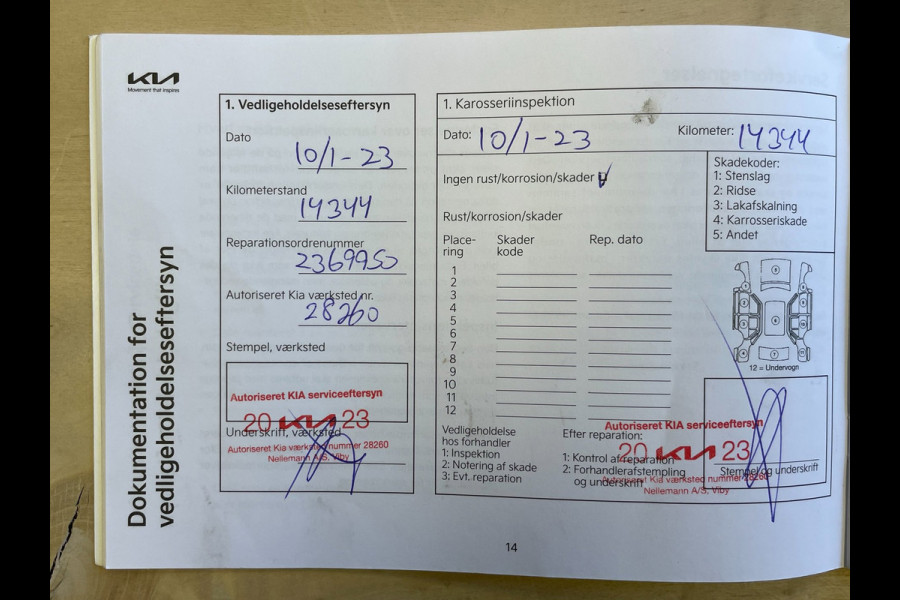 KIA
Movement that inspires
Dokumentation for
vedligeholdelseseftersyn
1. Vedligeholdelseseftersyn
Dato
10/1-23
Kilometerstand
14344
Reparationsordrenummer
2369950
Autoriseret Kia værksted nr.
28260
Stempel, værksted
Autoriseret KIA serviceeftersyn
20 KIA 23
Underskrift, værksted
Autoriseret Kia værksted nummer 28260
Nellemann A/S, Viby
1. Karosseriinspektion
Dato: 10/1-23 Kilometer: 14344
Ingen rust/korrosion/skader
Rust/korrosion/skader
Skadekoder:
1: Stenslag
2: Ridse
3: Lakafskalning
4: Karrosseriskade
5: Andet
Place-
ring
Skader
kode
Rep. dato
1
2
3
4
5
6
7
8
9
10
11
12
12 = Undervogn
Vedligeholdelse
hos forhandler
1: Inspektion
2: Notering af skade
3: Evt. reparation
Efter reparation:
1: Kontrol af reparation
2: Forhandlerafstempling
og underskrift
Autoriseret KIA serviceeftersyn
20 KIA 23
Stempel og underskrift
Autoriseret Kia værksted nummer 28260
Nellemann A/S, Viby
14